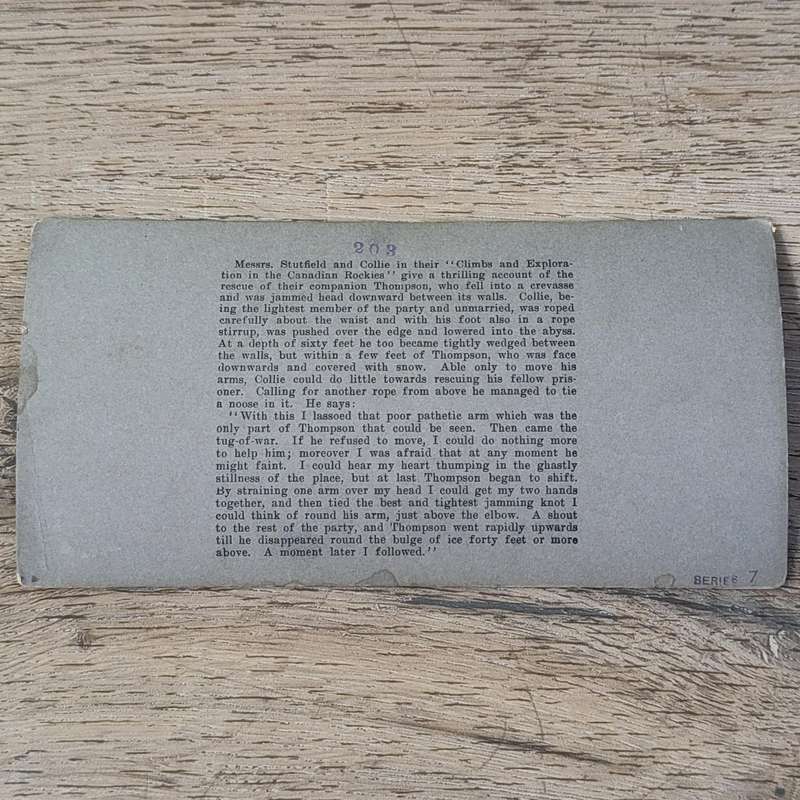 203
Messrs. Stutfield and Collie in their "Climbs and Explora-
tion in the Canadian Rockies" give a thrilling account of the
rescue of their companion Thompson, who fell into a crevasse
and was jammed head downward between its walls. Collie, be-
ing the lightest member of the party and unmarried, was roped
carefully about the waist and with his foot also in a rope
stirrup, was pushed over the edge and lowered into the abyss.
At a depth of sixty feet he too became tightly wedged between
the walls, but within a few feet of Thompson, who was face
downwards and covered with snow. Able only to move his
arms, Collie could do little towards rescuing his fellow pris-
oner. Calling for another rope from above he managed to tie
a noose in it. He says:
"With this I lassoed that poor pathetic arm which was the
only part of Thompson that could be seen. Then came the
tug-of-war. If he refused to move, I could do nothing more
to help him; moreover I was afraid that at any moment he
might faint. I could hear my heart thumping in the ghastly
stillness of the place, but at last Thompson began to shift.
By straining one arm over my head I could get my two hands
together, and then tied the best and tightest jamming knot I
could think of round his arm, just above the elbow. A shout
to the rest of the party, and Thompson went rapidly upwards
till he disappeared round the bulge of ice forty feet or more
above. A moment later I followed."
SERIES 7